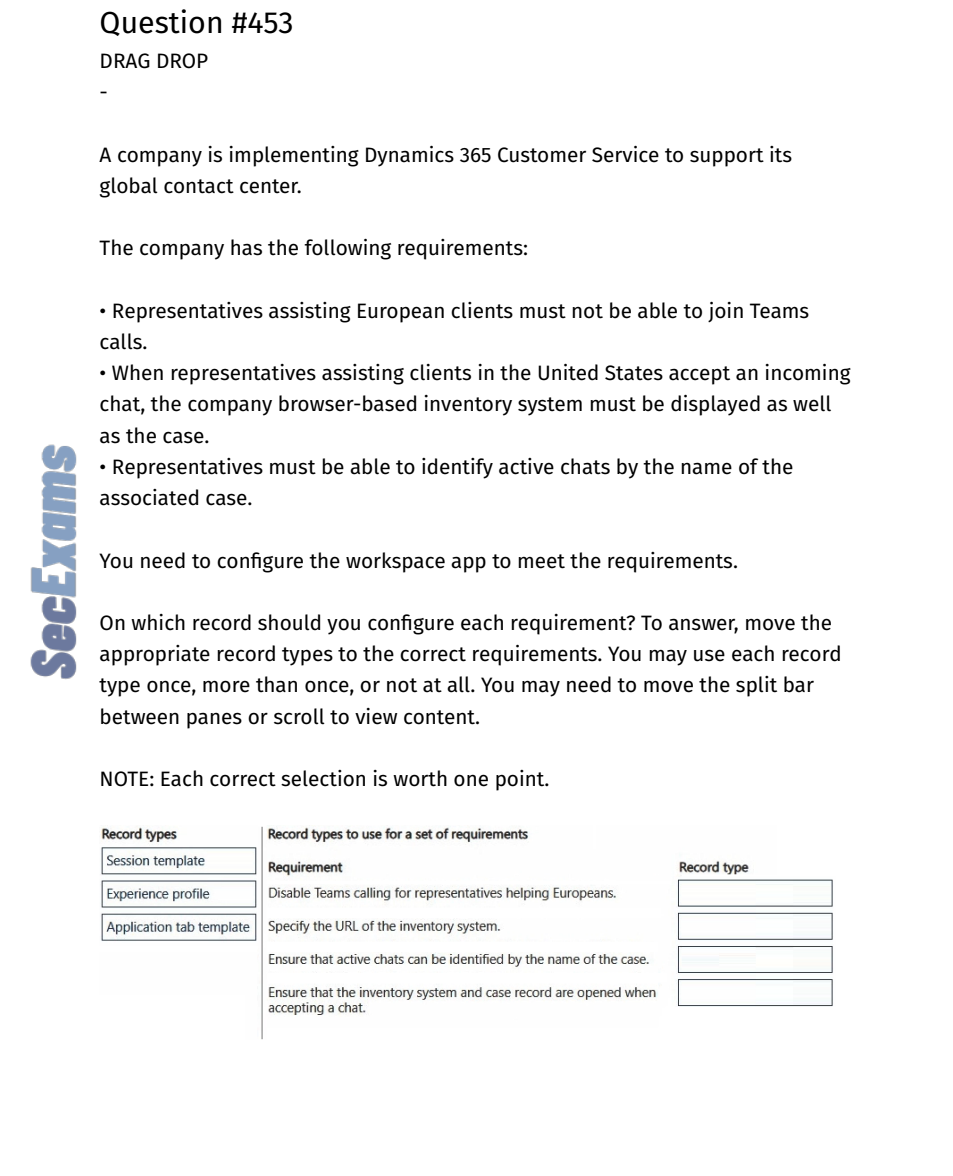 Question #453
DRAG DROP
-
A company is implementing Dynamics 365 Customer Service to support its
global contact center.
The company has the following requirements:
• Representatives assisting European clients must not be able to join Teams
calls.
• When representatives assisting clients in the United States accept an incoming
chat, the company browser-based inventory system must be displayed as well
as the case.
• Representatives must be able to identify active chats by the name of the
associated case.
You need to configure the workspace app to meet the requirements.
On which record should you configure each requirement? To answer, move the
appropriate record types to the correct requirements. You may use each record
type once, more than once, or not at all. You may need to move the split bar
between panes or scroll to view content.
NOTE: Each correct selection is worth one point.
SecExams
Record types
Session template
Experience profile
Application tab template
Record types to use for a set of requirements
Requirement
Record type
Disable Teams calling for representatives helping Europeans.
Specify the URL of the inventory system.
Ensure that active chats can be identified by the name of the case.
Ensure that the inventory system and case record are opened when
accepting a chat.